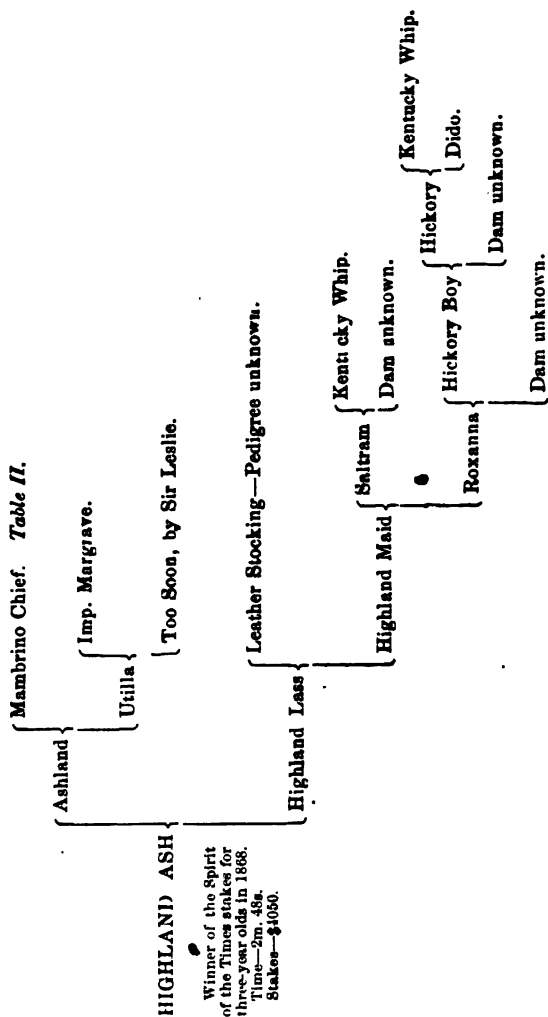 HIGHLAND ASH
Winner of the Spirit
of the Times stakes for
three-year olds in 1868.
Time—2m. 48s.
Stakes—$4050.
Ashland
Mambrino Chief. Table II.
Utilla
Imp. Margrave.
Too Soon, by Sir Leslie.
Highland Lass
Leather Stocking—Pedigree unknown.
Highland Maid
Saltram
Kentucky Whip.
Dam unknown.
Roxanna
Hickory Boy
Hickory
Kentucky Whip.
Dido.
Dam unknown.
Dam unknown.